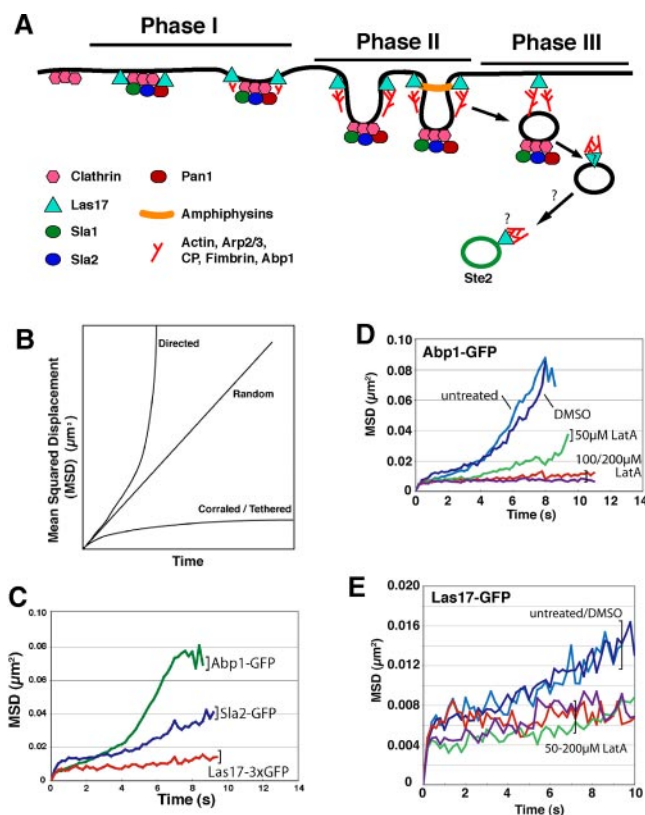 A
Phase I
Phase II
Phase III
Clathrin
Pan1
Las17
Amphiphysins
Sla1
Actin, Arp2/3,
CP, Fimbrin, Abp1
Sla2
?
?
Ste2
B
Mean Squared Displacement
(MSD) (µm²)
Directed
Random
Corraled / Tethered
Time
C
MSD (µm²)
0.10
0.08
0.06
0.04
0.02
0
Abp1-GFP
Sla2-GFP
Las17-3xGFP
0 2 4 6 8 10 12 14
Time (s)
D
Abp1-GFP
MSD (µm²)
0.10
0.08
0.06
0.04
0.02
0
untreated
DMSO
50µM LatA
100/200µM
LatA
0 2 4 6 8 10 12 14
Time (s)
E
Las17-GFP
MSD (µm²)
0.020
0.016
0.012
0.008
0.004
0
untreated/DMSO
50-200µM LatA
0 2 4 6 8 10
Time (s)